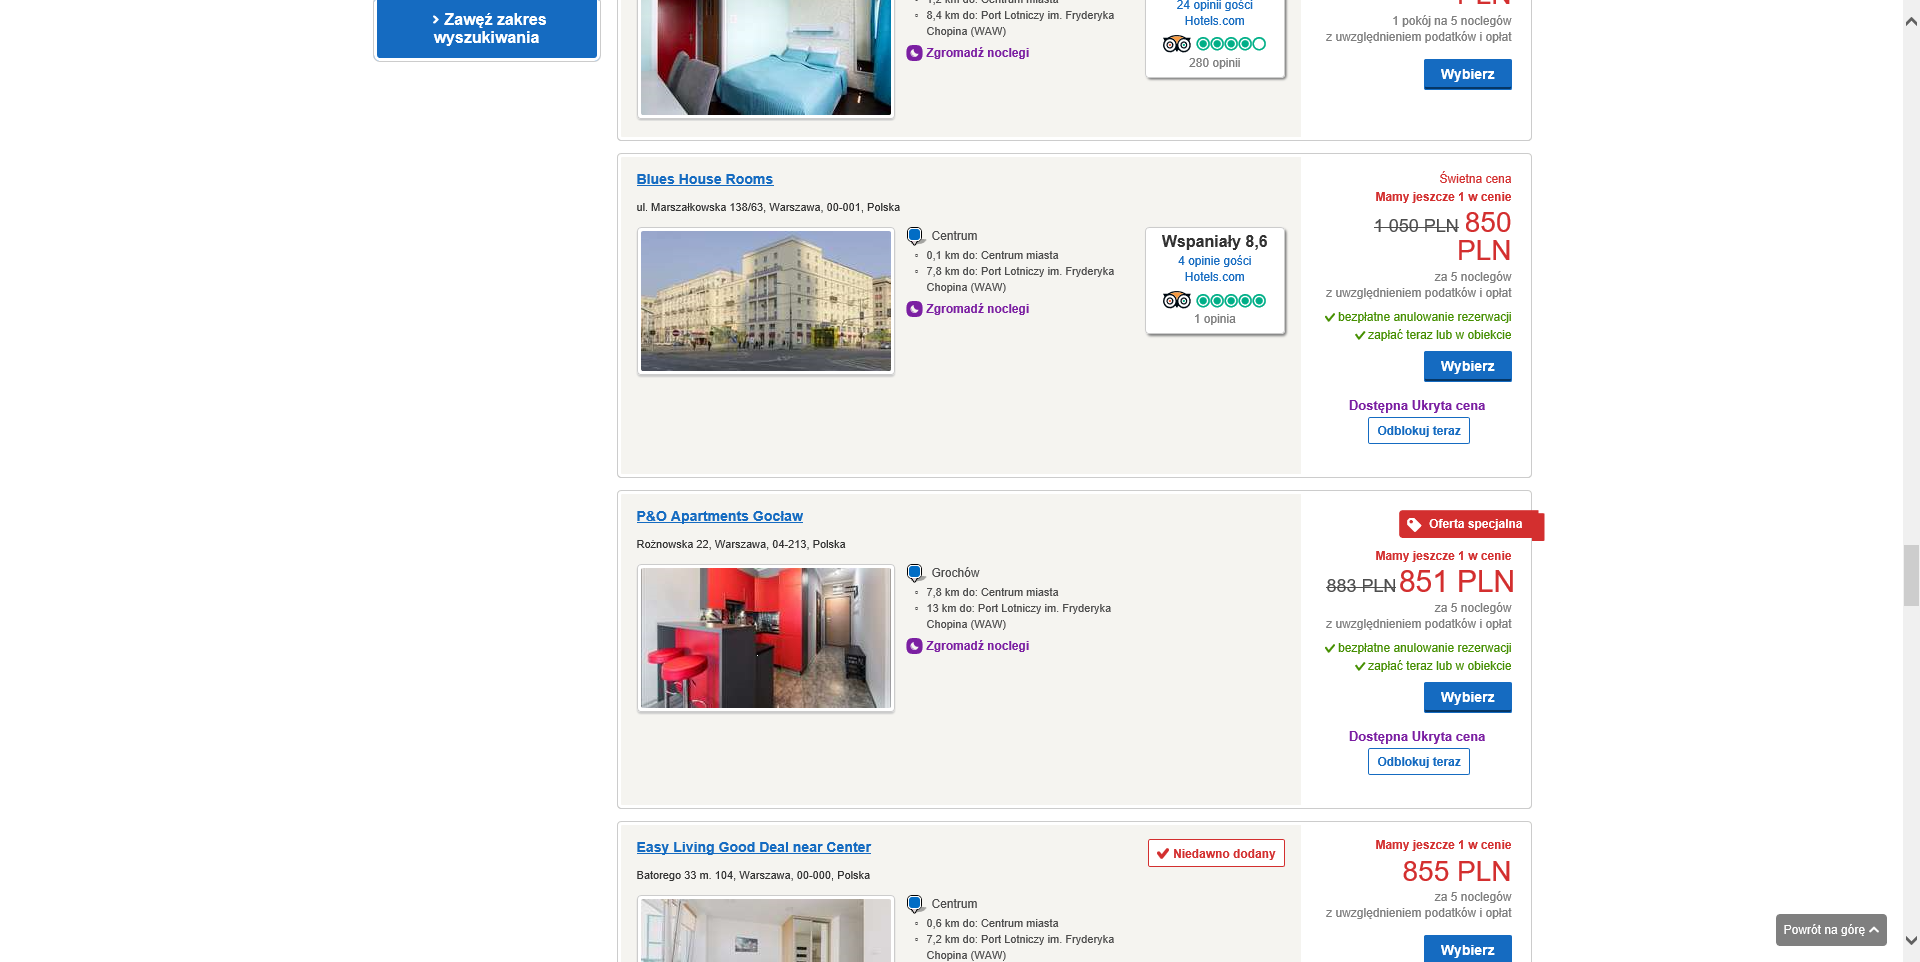 Zawęź zakres
wyszukiwania
8,4 km do: Port Lotniczy im. Fryderyka
Chopina (WAW)
Zgromadź noclegi
24 opinii gości
Hotels.com
280 opinii
PLN
1 pokój na 5 noclegów
z uwzględnieniem podatków i opłat
Wybierz
Blues House Rooms
ul. Marszałkowska 138/63, Warszawa, 00-001, Polska
Centrum
0,1 km do: Centrum miasta
7,8 km do: Port Lotniczy im. Fryderyka
Chopina (WAW)
Zgromadź noclegi
Wspaniały 8,6
4 opinie gości
Hotels.com
1 opinia
Świetna cena
Mamy jeszcze 1 w cenie
1 050 PLN 850
PLN
za 5 noclegów
z uwzględnieniem podatków i opłat
bezpłatne anulowanie rezerwacji
zapłać teraz lub w obiekcie
Wybierz
Dostępna Ukryta cena
Odblokuj teraz
P&O Apartments Gocław
Rożnowska 22, Warszawa, 04-213, Polska
Grochów
7,8 km do: Centrum miasta
13 km do: Port Lotniczy im. Fryderyka
Chopina (WAW)
Zgromadź noclegi
Oferta specjalna
Mamy jeszcze 1 w cenie
883 PLN 851 PLN
za 5 noclegów
z uwzględnieniem podatków i opłat
bezpłatne anulowanie rezerwacji
zapłać teraz lub w obiekcie
Wybierz
Dostępna Ukryta cena
Odblokuj teraz
Easy Living Good Deal near Center
Batorego 33 m. 104, Warszawa, 00-000, Polska
Centrum
0,6 km do: Centrum miasta
7,2 km do: Port Lotniczy im. Fryderyka
Chopina (WAW)
Niedawno dodany
Mamy jeszcze 1 w cenie
855 PLN
za 5 noclegów
z uwzględnieniem podatków i opłat
Wybierz
Powrót na górę